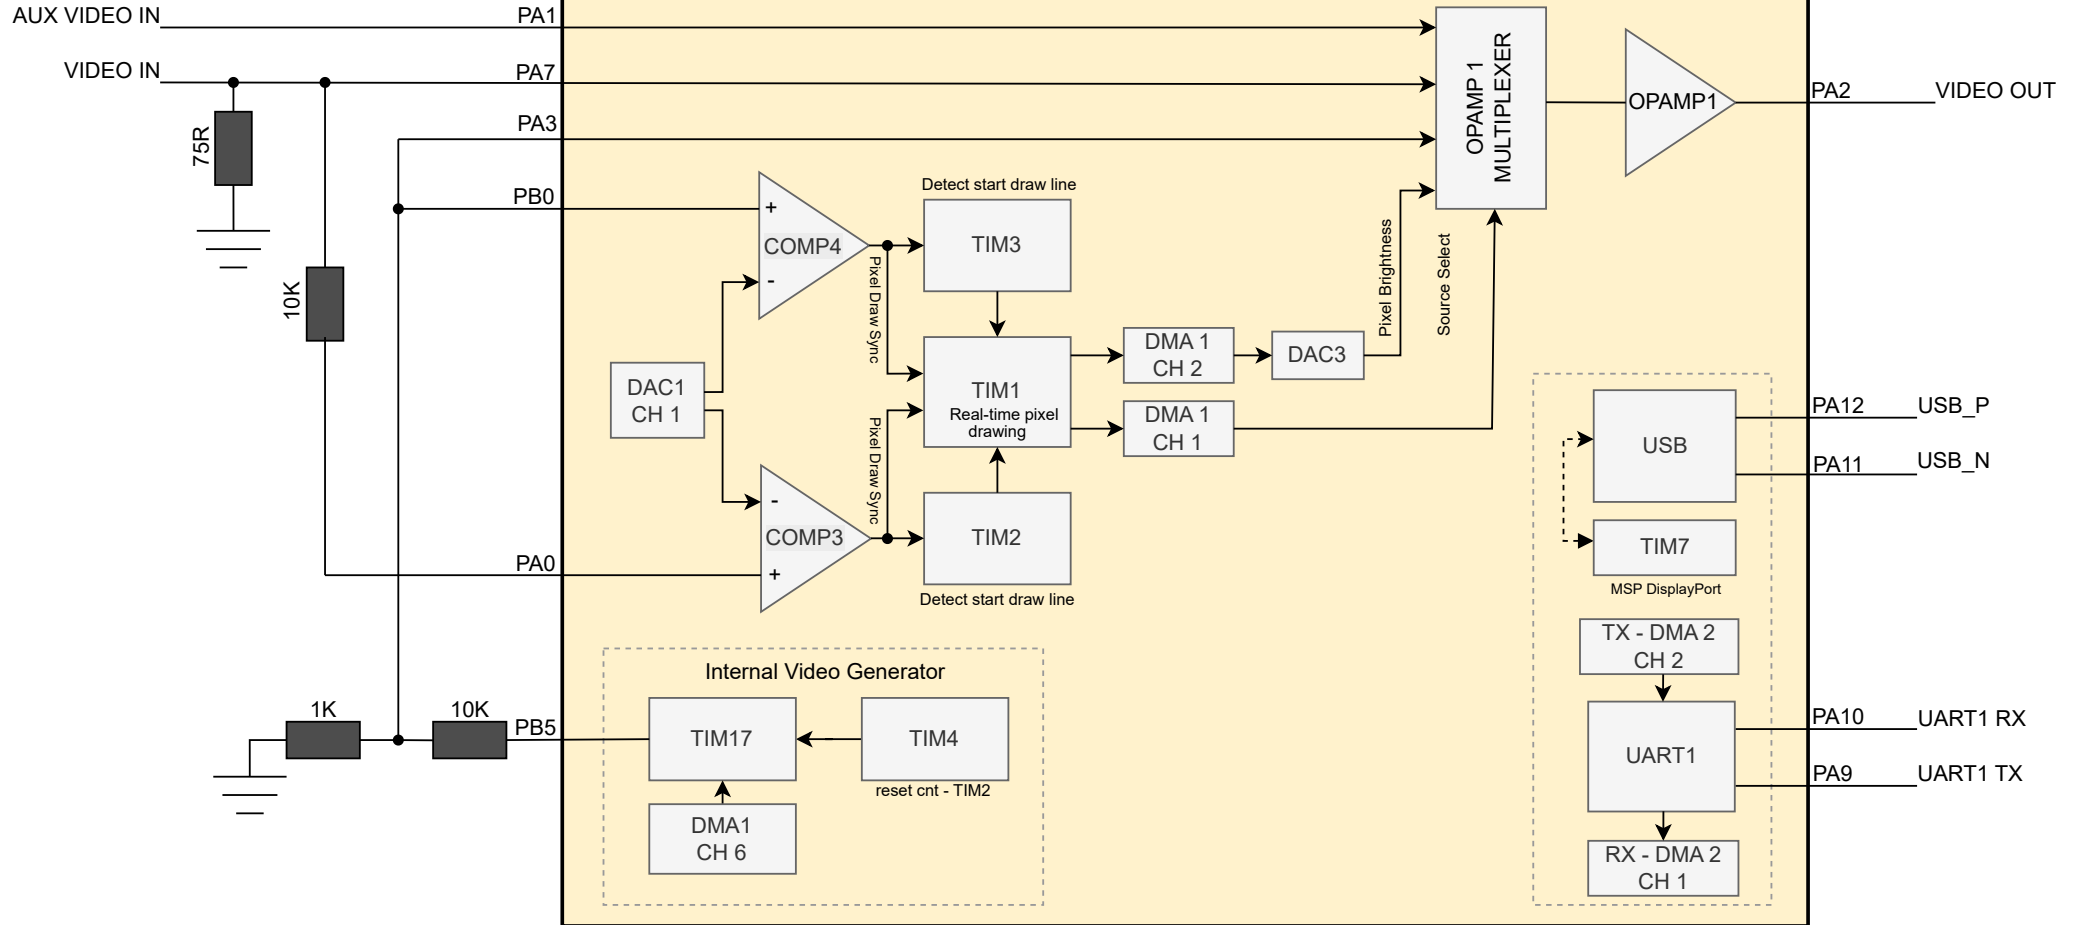 AUX VIDEO IN
PA1
VIDEO IN
PA7
PA3
PB0
75R
10K
PA0
1K
10K
PB5
OPAMP 1
MULTIPLEXER
OPAMP1
PA2
VIDEO OUT
+
COMP4
-
Detect start draw line
TIM3
Pixel Draw Sync
DAC1
CH 1
TIM1
Real-time pixel
drawing
DMA 1
CH 2
DAC3
DMA 1
CH 1
Pixel Brightness
Source Select
Pixel Draw Sync
-
COMP3
+
TIM2
Detect start draw line
Internal Video Generator
TIM17
TIM4
reset cnt - TIM2
DMA1
CH 6
USB
PA12
USB_P
PA11
USB_N
TIM7
MSP DisplayPort
TX - DMA 2
CH 2
UART1
PA10
UART1 RX
PA9
UART1 TX
RX - DMA 2
CH 1